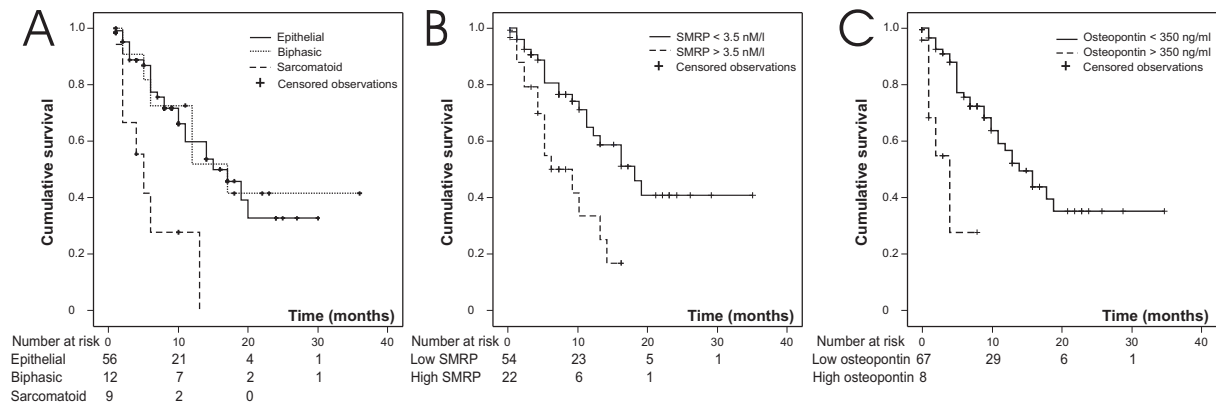 A
Epithelial
Biphasic
Sarcomatoid
Censored observations
1.0
0.8
0.6
0.4
0.2
0
Cumulative survival
Time (months)
Number at risk 0 10 20 30 40
Epithelial 56 21 4 1
Biphasic 12 7 2 1
Sarcomatoid 9 2 0
B
SMRP < 3.5 nM/l
SMRP > 3.5 nM/l
Censored observations
1.0
0.8
0.6
0.4
0.2
0
Cumulative survival
Time (months)
Number at risk 0 10 20 30 40
Low SMRP 54 23 5 1
High SMRP 22 6 1
C
Osteopontin < 350 ng/ml
Osteopontin > 350 ng/ml
Censored observations
1.0
0.8
0.6
0.4
0.2
0
Cumulative survival
Time (months)
Number at risk 0 10 20 30 40
Low osteopontin 67 29 6 1
High osteopontin 8